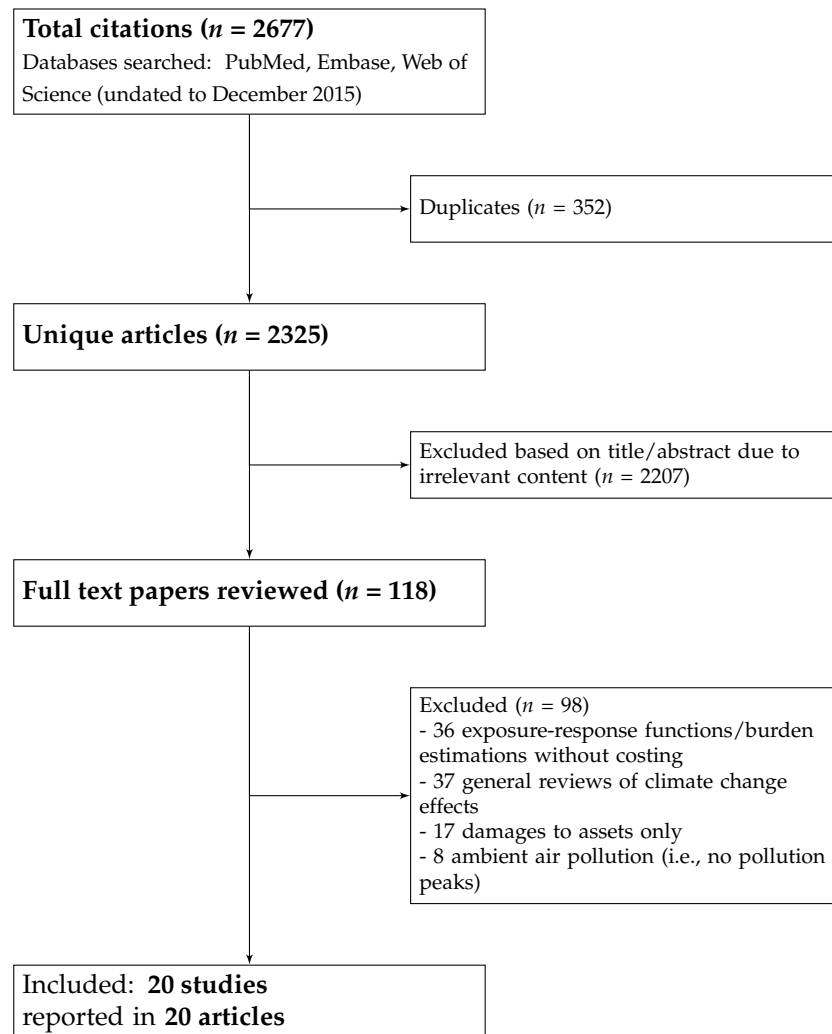 Total citations (n = 2677)
Databases searched: PubMed, Embase, Web of
Science (undated to December 2015)
Duplicates (n = 352)
Unique articles (n = 2325)
Excluded based on title/abstract due to
irrelevant content (n = 2207)
Full text papers reviewed (n = 118)
Excluded (n = 98)
- 36 exposure-response functions/burden
estimations without costing
- 37 general reviews of climate change
effects
- 17 damages to assets only
- 8 ambient air pollution (i.e., no pollution
peaks)
Included: 20 studies
reported in 20 articles